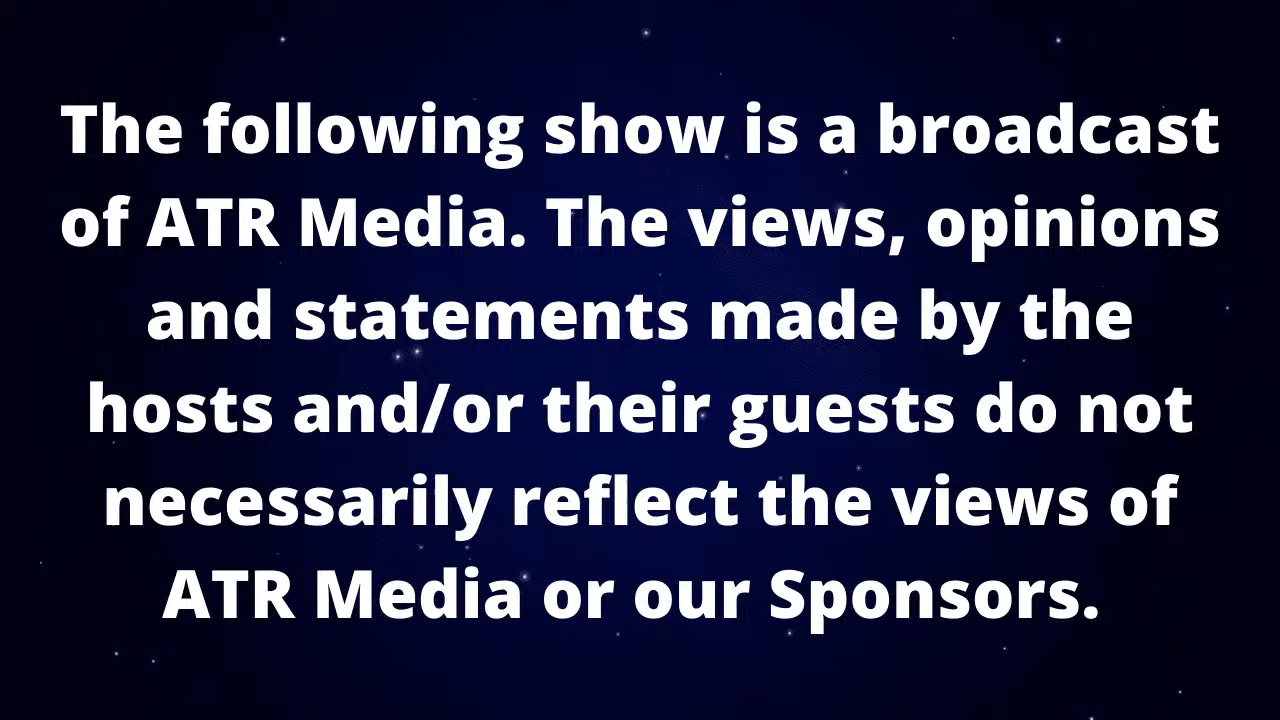 The following show is a broadcast
of ATR Media. The views, opinions
and statements made by the
hosts and/or their guests do not
necessarily reflect the views of
ATR Media or our Sponsors.